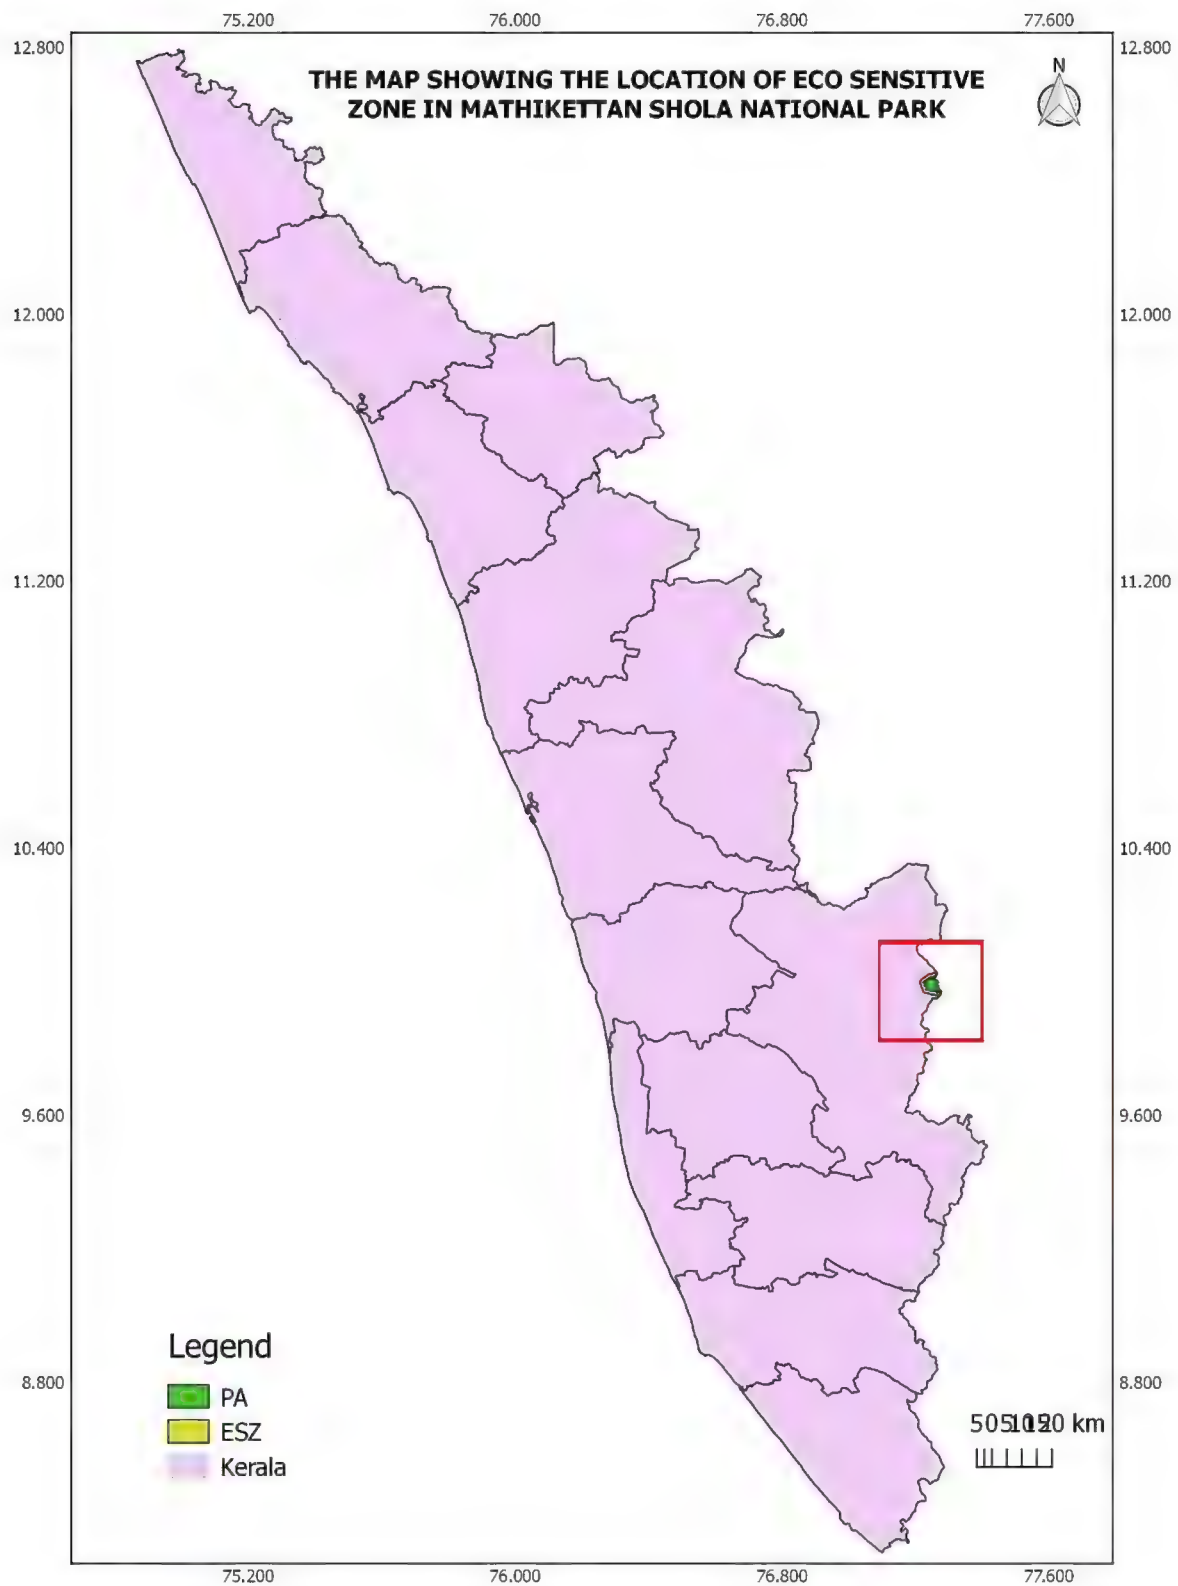 75.200 76.000 76.800 77.600
12.800 12.800
THE MAP SHOWING THE LOCATION OF ECO SENSITIVE
ZONE IN MATHIKETTAN SHOLA NATIONAL PARK
N
12.000 12.000
11.200 11.200
10.400 10.400
9.600 9.600
Legend
8.800 8.800
PA
ESZ
km
Kerala
75.200 76.000 76.800 77.600